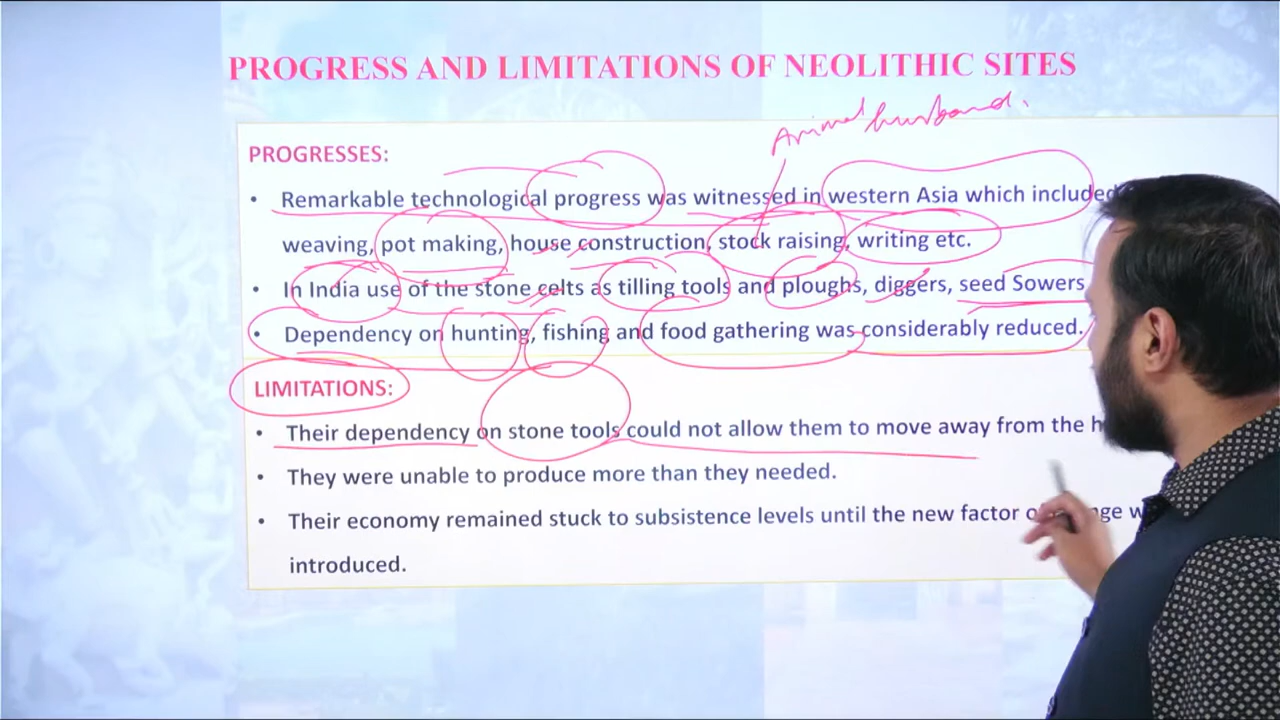 PROGRESS AND LIMITATIONS OF NEOLITHIC SITES
Animal husband.
PROGRESSES:
• Remarkable technological progress was witnessed in western Asia which included
weaving, pot making, house construction, stock raising, writing etc.
• In India use of the stone celts as tilling tools and ploughs, diggers, seed Sowers
• Dependency on hunting, fishing and food gathering was considerably reduced.
LIMITATIONS:
• Their dependency on stone tools could not allow them to move away from the
• They were unable to produce more than they needed.
• Their economy remained stuck to subsistence levels until the new factor
introduced.